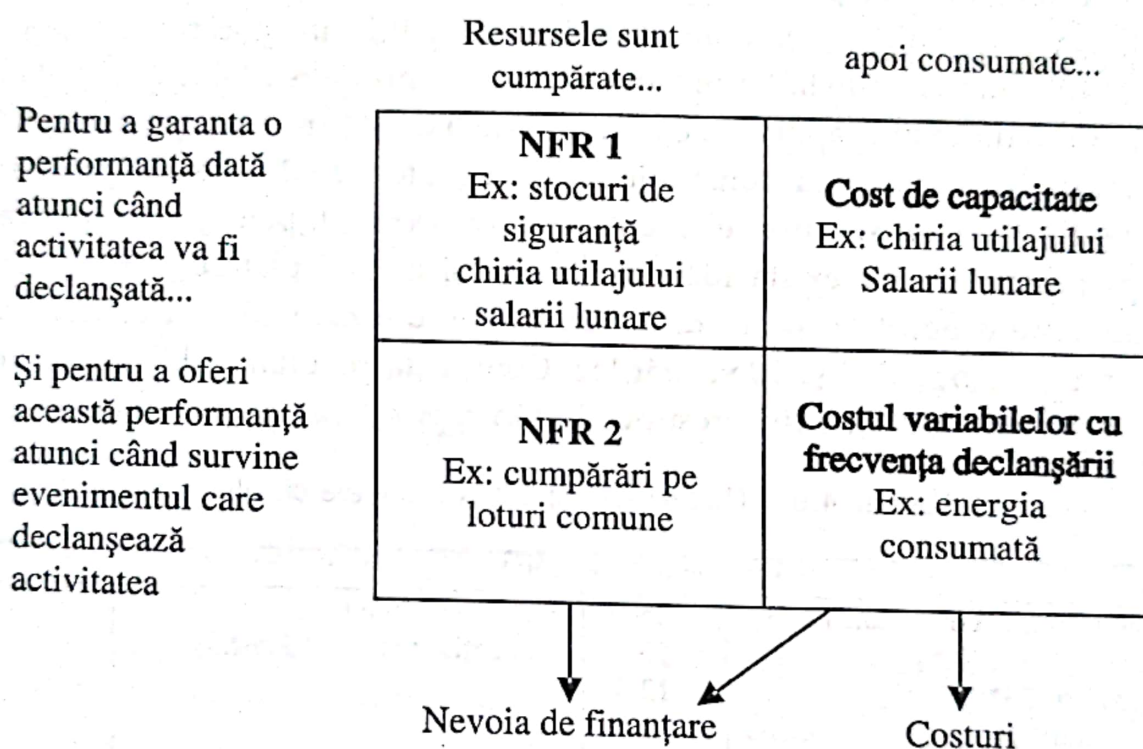 Resursele sunt
cumpărate...
apoi consumate...
Pentru a garanta o
performanţă dată
atunci când
activitatea va fi
declanşată...
NFR 1
Ex: stocuri de
siguranţă
chiria utilajului
salarii lunare
Cost de capacitate
Ex: chiria utilajului
Salarii lunare
Şi pentru a oferi
această performanţă
atunci când survine
evenimentul care
declanşează
activitatea
NFR 2
Ex: cumpărări pe
loturi comune
Costul variabilelor cu
frecvenţa declanşării
Ex: energia
consumată
Nevoia de finanţare
Costuri